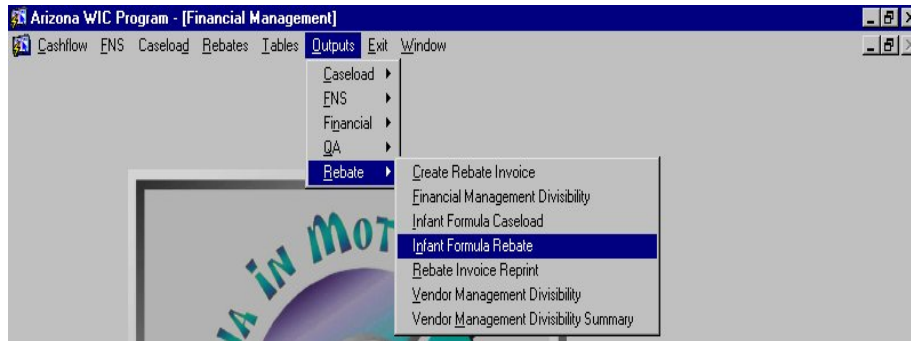 Arizona WIC Program - [Financial Management]
Cashflow FNS Caseload Rebates Tables Outputs Exit Window
Caseload
FNS
Financial
QA
Rebate
Create Rebate Invoice
Financial Management Divisibility
Infant Formula Caseload
Infant Formula Rebate
Rebate Invoice Reprint
Vendor Management Divisibility
Vendor Management Divisibility Summary
in